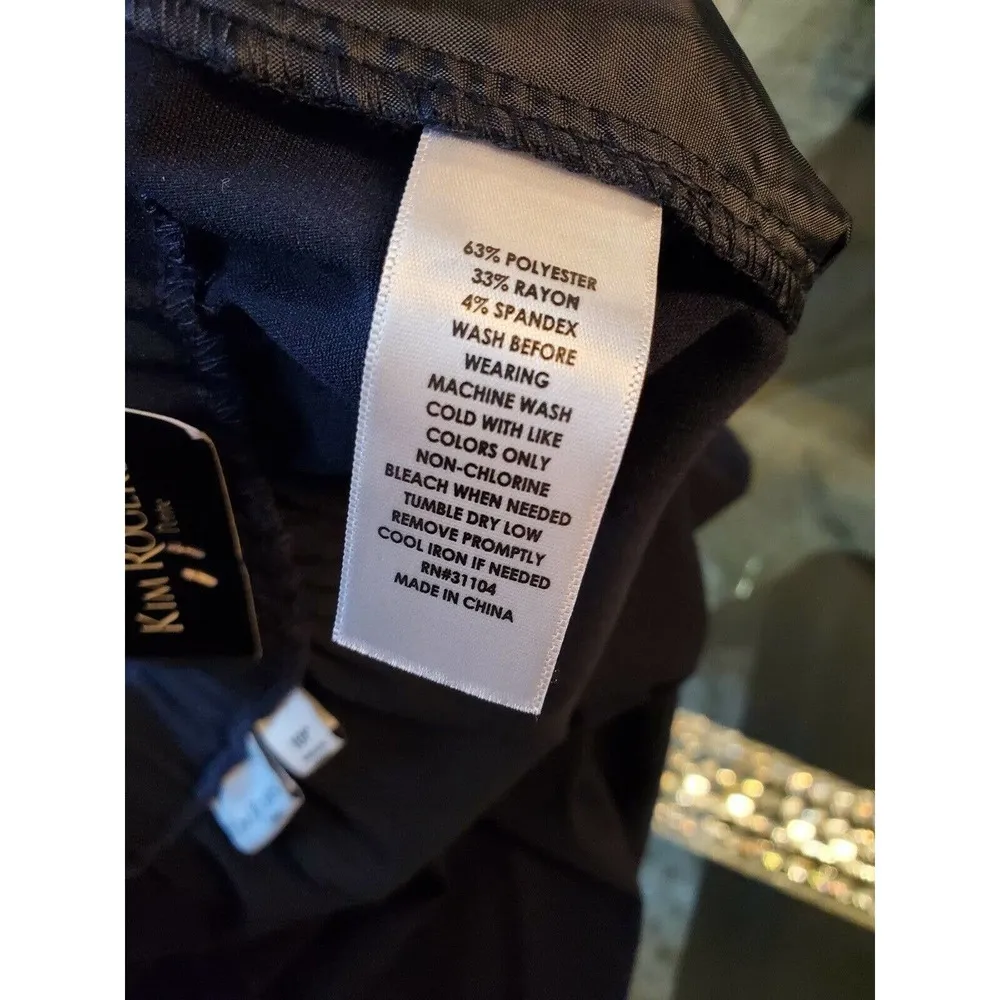 63% POLYESTER
33% RAYON
4% SPANDEX
WASH BEFORE
WEARING
MACHINE WASH
COLD WITH LIKE
COLORS ONLY
NON-CHLORINE
BLEACH WHEN NEEDED
TUMBLE DRY LOW
REMOVE PROMPTLY
COOL IRON IF NEEDED
RN#31104
MADE IN CHINA
KIM